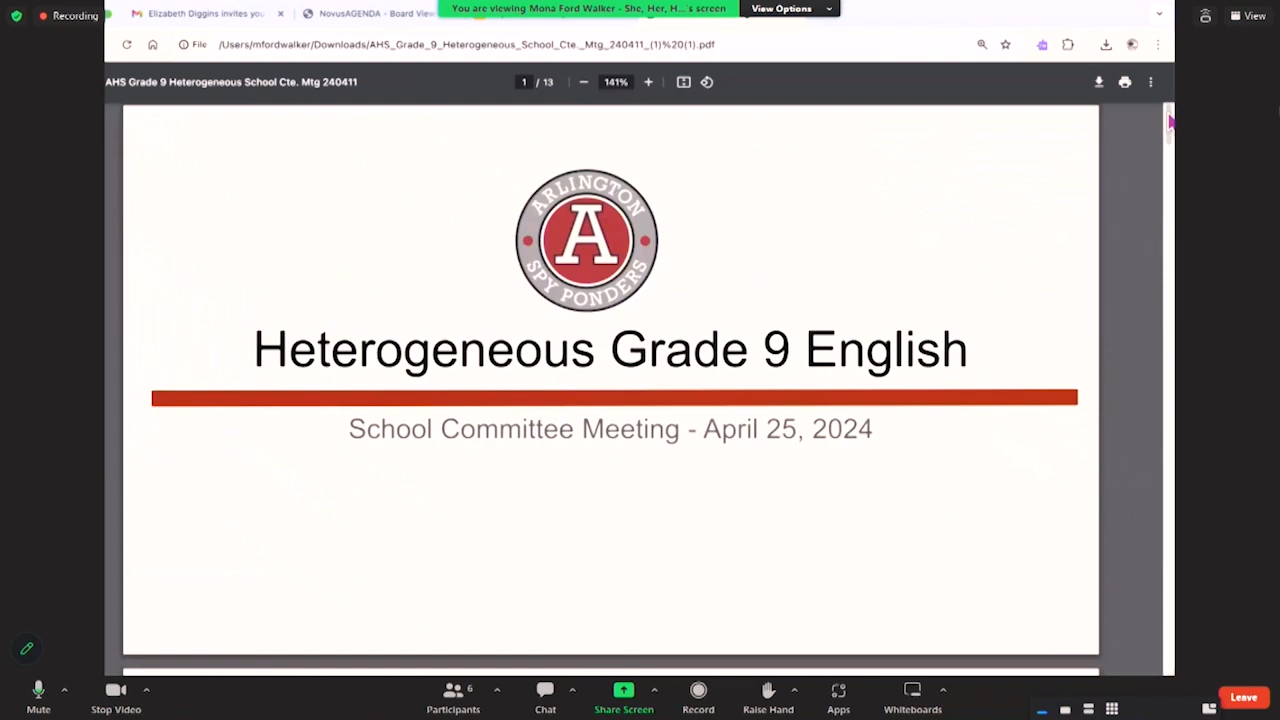 Recording
Elizabeth Diggins invites you
NovusAGENDA - Board View
You are viewing Mona Ford Walker - She, Her, H...'s screen
View Options
View
File
/Users/mfordwalker/Downloads/AHS_Grade_9_Heterogeneous_School_Cte._Mtg_240411_(1)%20(1).pdf
AHS Grade 9 Heterogeneous School Cte. Mtg 240411
1 / 13
141%
ARLINGTON
A
SPY PONDERS
Heterogeneous Grade 9 English
School Committee Meeting - April 25, 2024
6
Mute
Stop Video
Participants
Chat
Share Screen
Record
Raise Hand
Apps
Whiteboards
Leave